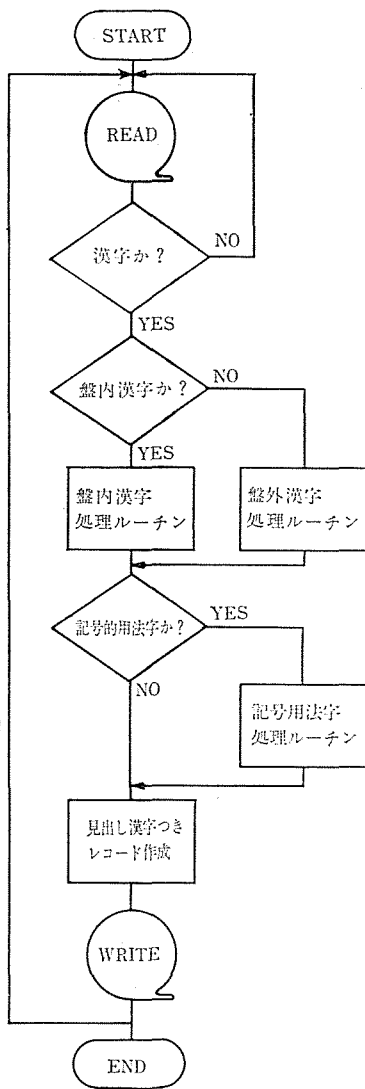 START
READ
漢字か?
NO
YES
盤内漢字か?
NO
YES
盤内漢字
処理ルーチン
盤外漢字
処理ルーチン
記号的用法字か?
YES
NO
記号用法字
処理ルーチン
見出し漢字つき
レコード作成
WRITE
END